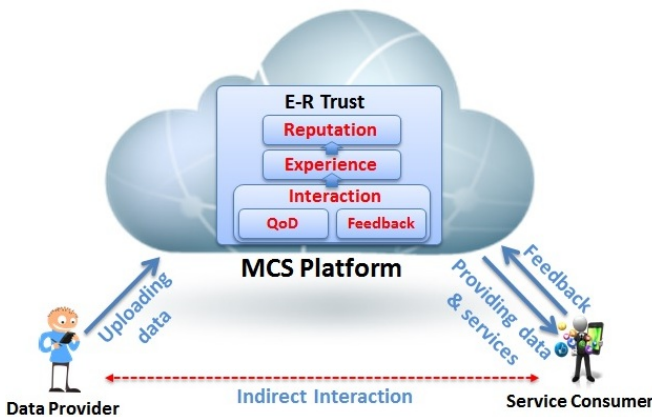 E-R Trust
Reputation
Experience
Interaction
QoD
Feedback
MCS Platform
Uploading
data
Feedback
Providing data
& services
Data Provider
Indirect Interaction
Service Consumer